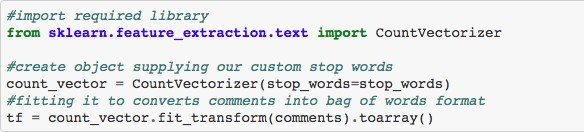 #import required library
from sklearn.feature_extraction.text import CountVectorizer

#create object supplying our custom stop words
count_vector = CountVectorizer(stop_words=stop_words)
#fitting it to converts comments into bag of words format
tf = count_vector.fit_transform(comments).toarray()